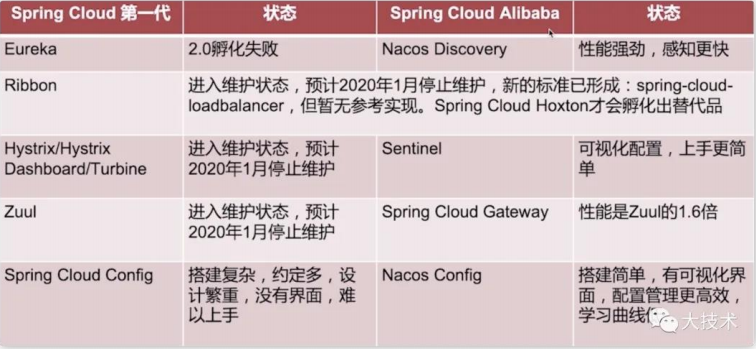 Spring Cloud 第一代 状态 Spring Cloud Alibaba 状态
Eureka 2.0孵化失败 Nacos Discovery 性能强劲，感知更快
Ribbon 进入维护状态，预计2020年1月停止维护，新的标准已形成：spring-cloud-
loadbalancer，但暂无参考实现。Spring Cloud Hoxton才会孵化出替代品
Hystrix/Hystrix
Dashboard/Turbine
进入维护状态，预计
2020年1月停止维护
Sentinel
可视化配置，上手更简
单
Zuul
进入维护状态，预计
2020年1月停止维护
Spring Cloud Gateway
性能是Zuul的1.6倍
Spring Cloud Config
搭建复杂，约定多，设
计繁重，没有界面，难
以上手
Nacos Config
搭建简单，有可视化界
面，配置管理更高效，
学习曲线
大技术